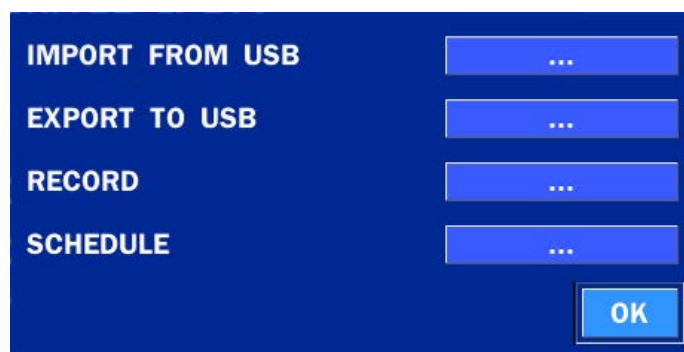 IMPORT FROM USB ...
EXPORT TO USB ...
RECORD ...
SCHEDULE ...
OK